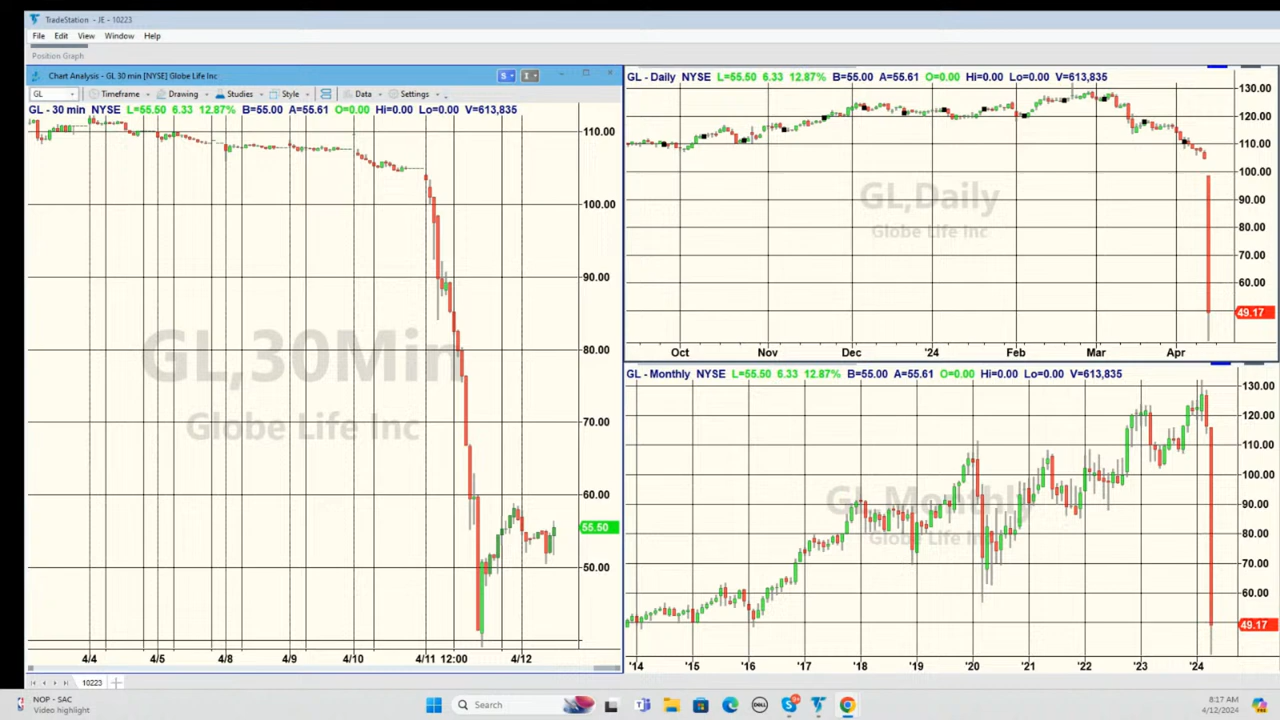 TradeStation - JE - 10223
File Edit View Window Help
Position Graph
Chart Analysis - GL 30 min [NYSE] Globe Life Inc
S I
GL Timeframe Drawing Studies Style Data Settings
GL - 30 min NYSE L=55.50 6.33 12.87% B=55.00 A=55.61 O=0.00 Hi=0.00 Lo=0.00 V=613,835
110.00
100.00
90.00
80.00
70.00
60.00
55.50
50.00
GL,30Min
Globe Life Inc
4/4 4/5 4/8 4/9 4/10 4/11 12:00 4/12
GL - Daily NYSE L=55.50 6.33 12.87% B=55.00 A=55.61 O=0.00 Hi=0.00 Lo=0.00 V=613,835
130.00
120.00
110.00
100.00
90.00
80.00
70.00
60.00
49.17
GL,Daily
Globe Life Inc
Oct Nov Dec '24 Feb Mar Apr
GL - Monthly NYSE L=55.50 6.33 12.87% B=55.00 A=55.61 O=0.00 Hi=0.00 Lo=0.00 V=613,835
130.00
120.00
110.00
100.00
90.00
80.00
70.00
60.00
49.17
GL,Monthly
Globe Life Inc
'14 '15 '16 '17 '18 '19 '20 '21 '22 '23 '24
10223
NOP - SAC
Video highlight
Search
DELL
8:17 AM
4/12/2024